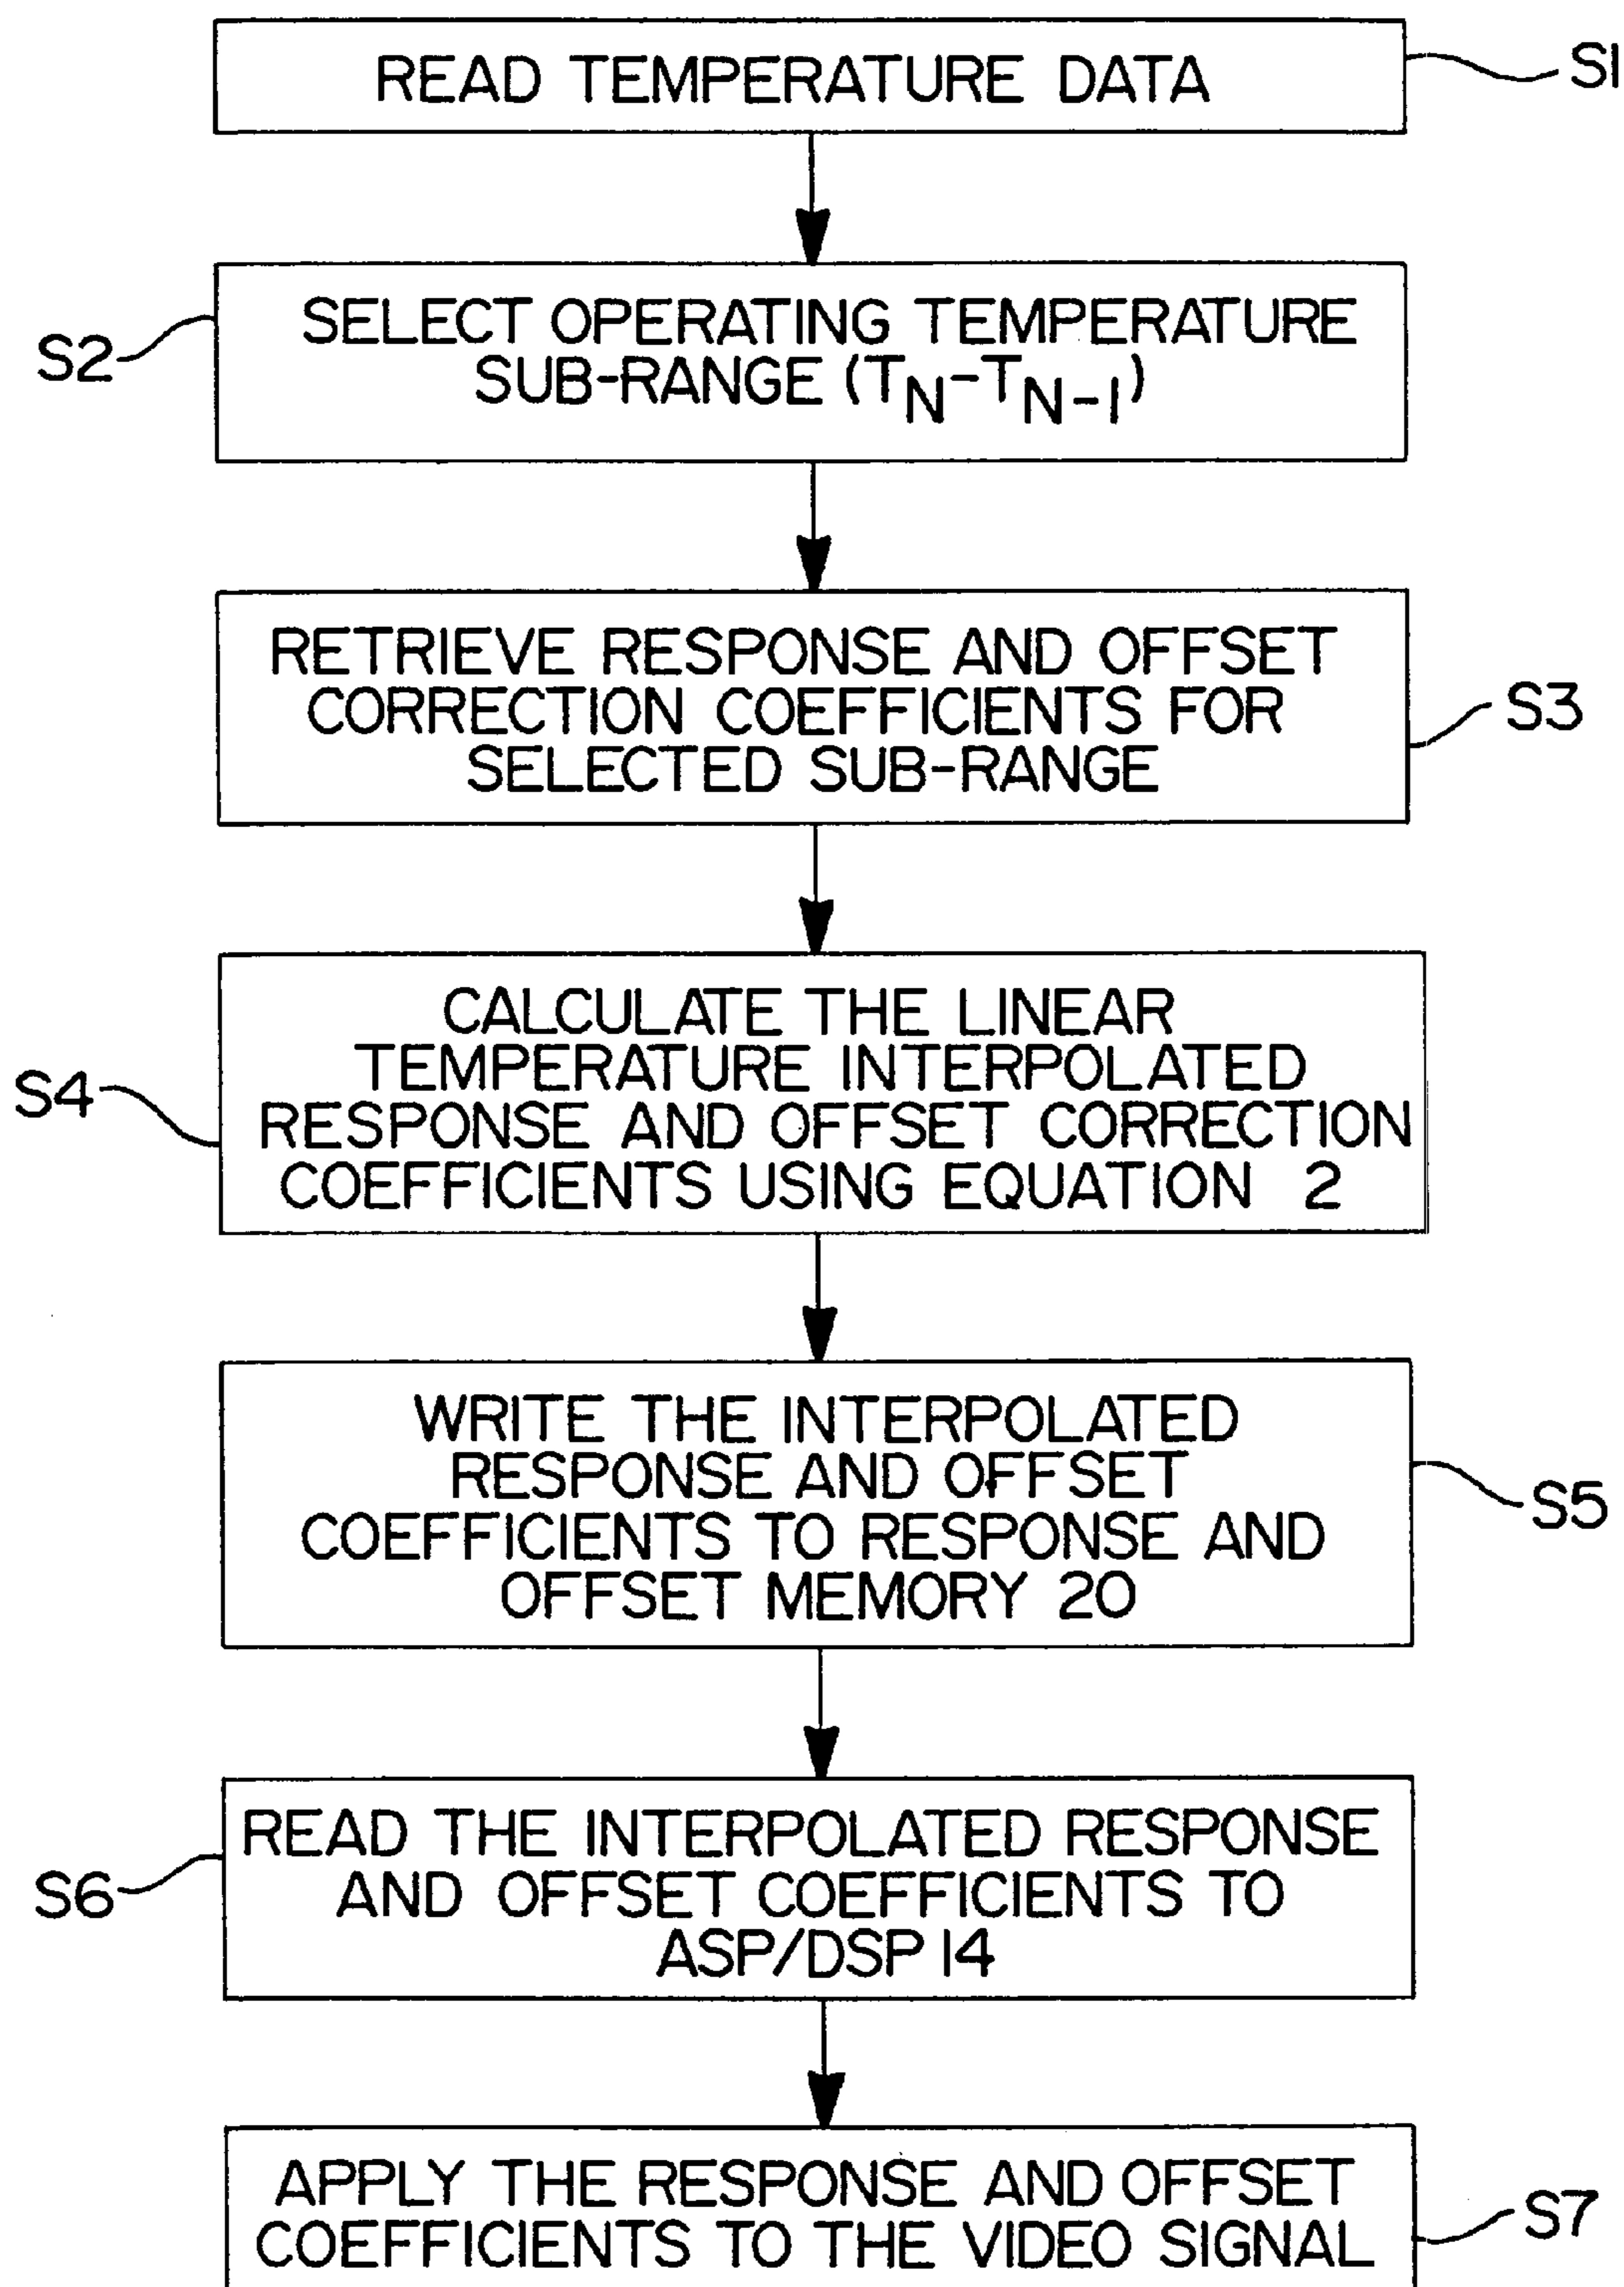 READ TEMPERATURE DATA
S1
SELECT OPERATING TEMPERATURE
SUB-RANGE (TN-TN-1)
S2
RETRIEVE RESPONSE AND OFFSET
CORRECTION COEFFICIENTS FOR
SELECTED SUB-RANGE
S3
CALCULATE THE LINEAR
TEMPERATURE INTERPOLATED
RESPONSE AND OFFSET CORRECTION
COEFFICIENTS USING EQUATION 2
S4
WRITE THE INTERPOLATED
RESPONSE AND OFFSET
COEFFICIENTS TO RESPONSE AND
OFFSET MEMORY 20
S5
READ THE INTERPOLATED RESPONSE
AND OFFSET COEFFICIENTS TO
ASP/DSP 14
S6
APPLY THE RESPONSE AND OFFSET
COEFFICIENTS TO THE VIDEO SIGNAL
S7